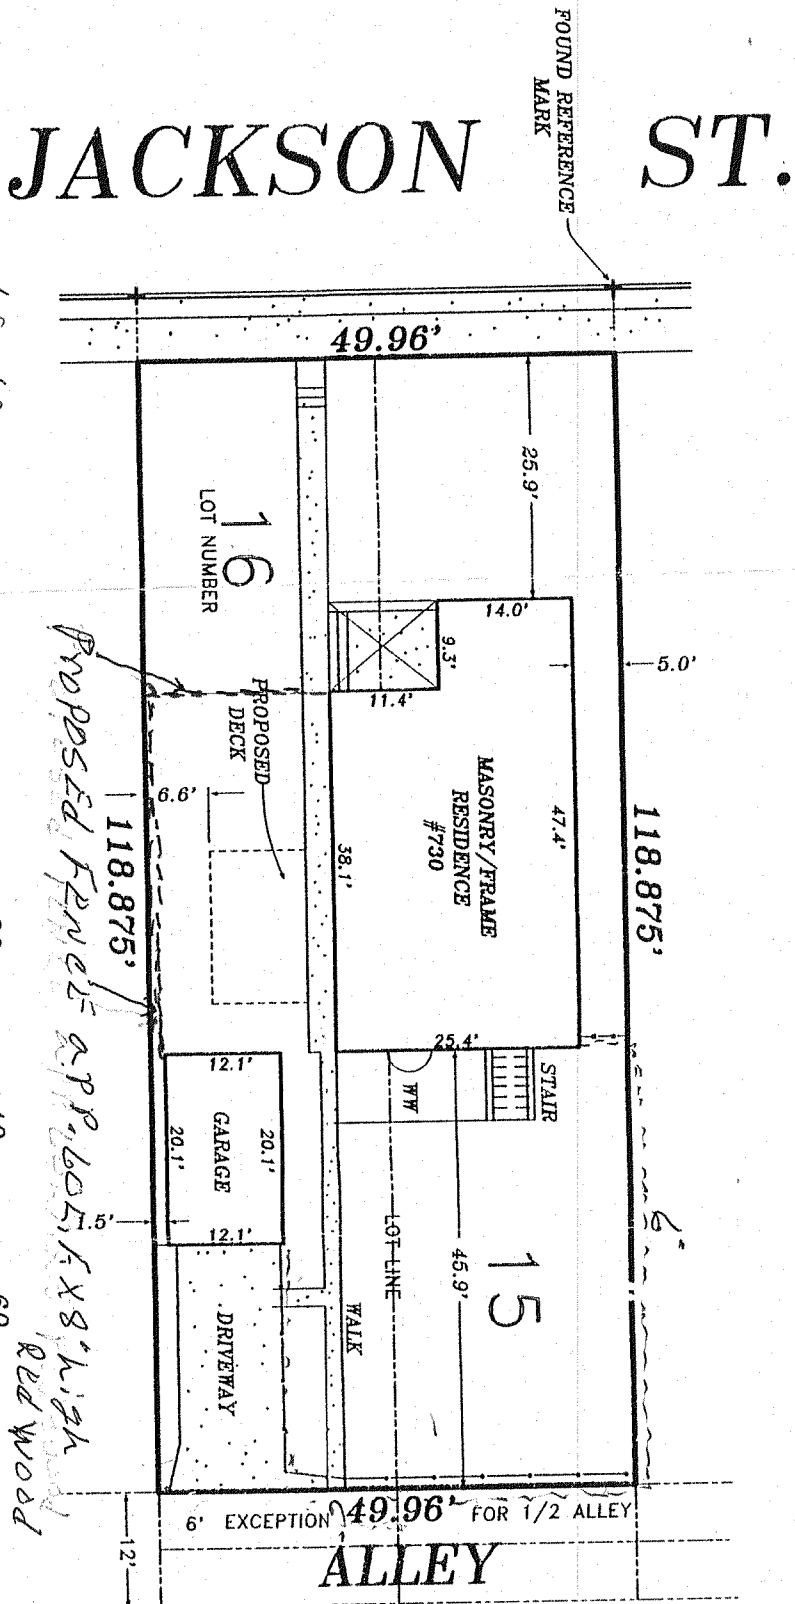 FOUND REFERENCE
MARK
JACKSON ST.
49.96'
25.9'
16
LOT NUMBER
14.0'
9.3'
5.0'
11.4'
PROPOSED
DECK
6.6'
MASONRY/FRAME
RESIDENCE
#730
47.4'
38.1'
118.875'
118.875'
Proposed Fence app. 60L.F. x 8' high
Red wood
25.4'
STAIR
WW
12.1'
GARAGE
20.1'
20.1'
12.1'
1.5'
LOT LINE
45.9'
15
6'
WALK
DRIVEWAY
6' EXCEPTION 49.96' FOR 1/2 ALLEY
12'
ALLEY